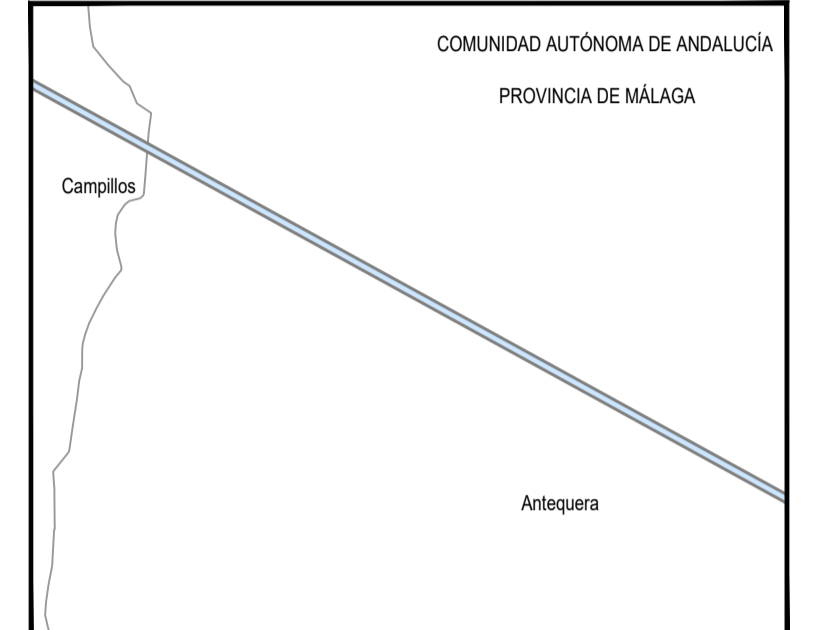 COMUNIDAD AUTÓNOMA DE ANDALUCÍA
PROVINCIA DE MÁLAGA
Campillos
Antequera